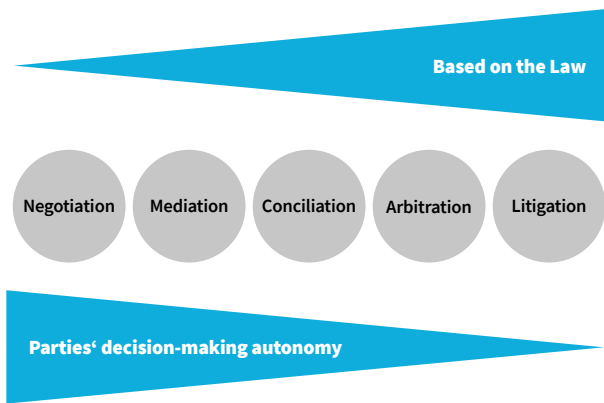 Based on the Law
Negotiation
Mediation
Conciliation
Arbitration
Litigation
Parties‘ decision-making autonomy